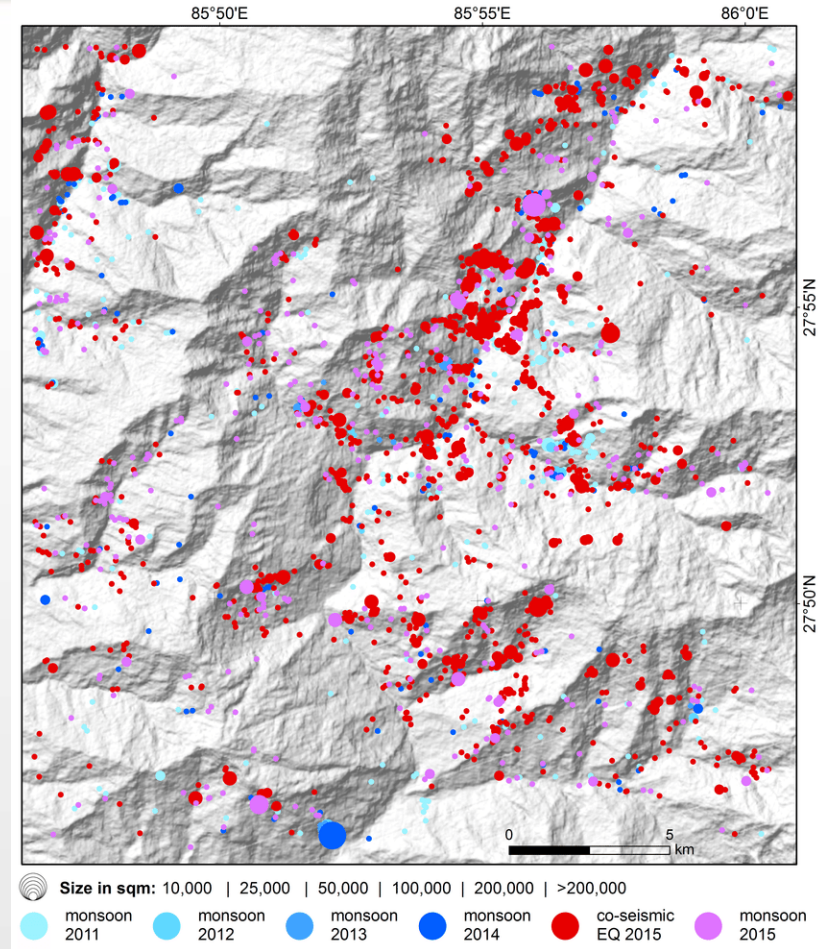 85°50'E 85°55'E 86°0'E
27°55'N
27°50'N
0 5
km
Size in sqm: 10,000 | 25,000 | 50,000 | 100,000 | 200,000 | >200,000
monsoon 2011
monsoon 2012
monsoon 2013
monsoon 2014
co-seismic EQ 2015
monsoon 2015